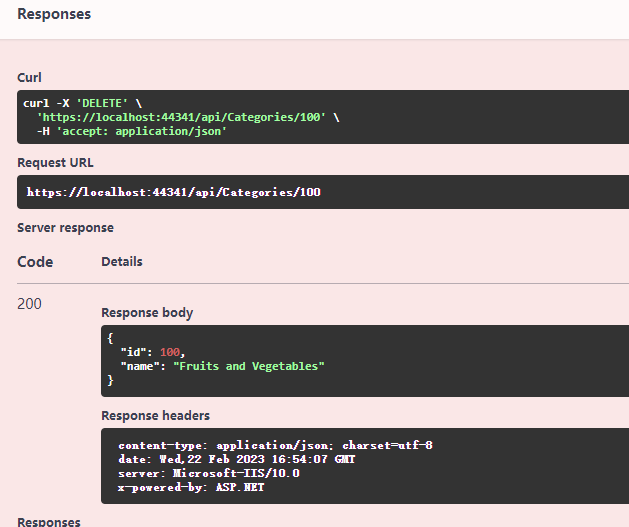 Responses
Curl
curl -X 'DELETE' \
  'https://localhost:44341/api/Categories/100' \
  -H 'accept: application/json'
Request URL
https://localhost:44341/api/Categories/100
Server response
Code Details
200
Response body
{
  "id": 100,
  "name": "Fruits and Vegetables"
}
Response headers
content-type: application/json; charset=utf-8
date: Wed,22 Feb 2023 16:54:07 GMT
server: Microsoft-IIS/10.0
x-powered-by: ASP.NET
Responses